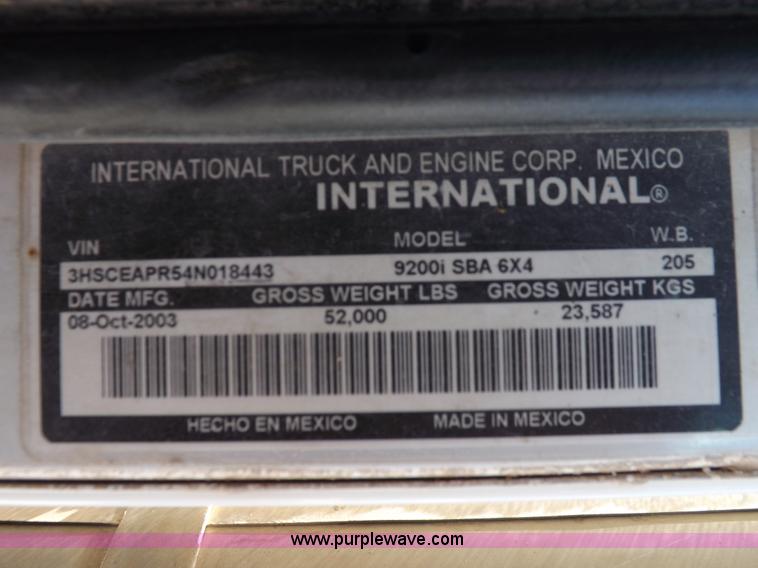 INTERNATIONAL TRUCK AND ENGINE CORP. MEXICO
INTERNATIONAL®
VIN MODEL W.B.
3HSCEAPR54N018443 9200i SBA 6X4 205
DATE MFG. GROSS WEIGHT LBS GROSS WEIGHT KGS
08-Oct-2003 52,000 23,587
HECHO EN MEXICO MADE IN MEXICO
www.purplewave.com